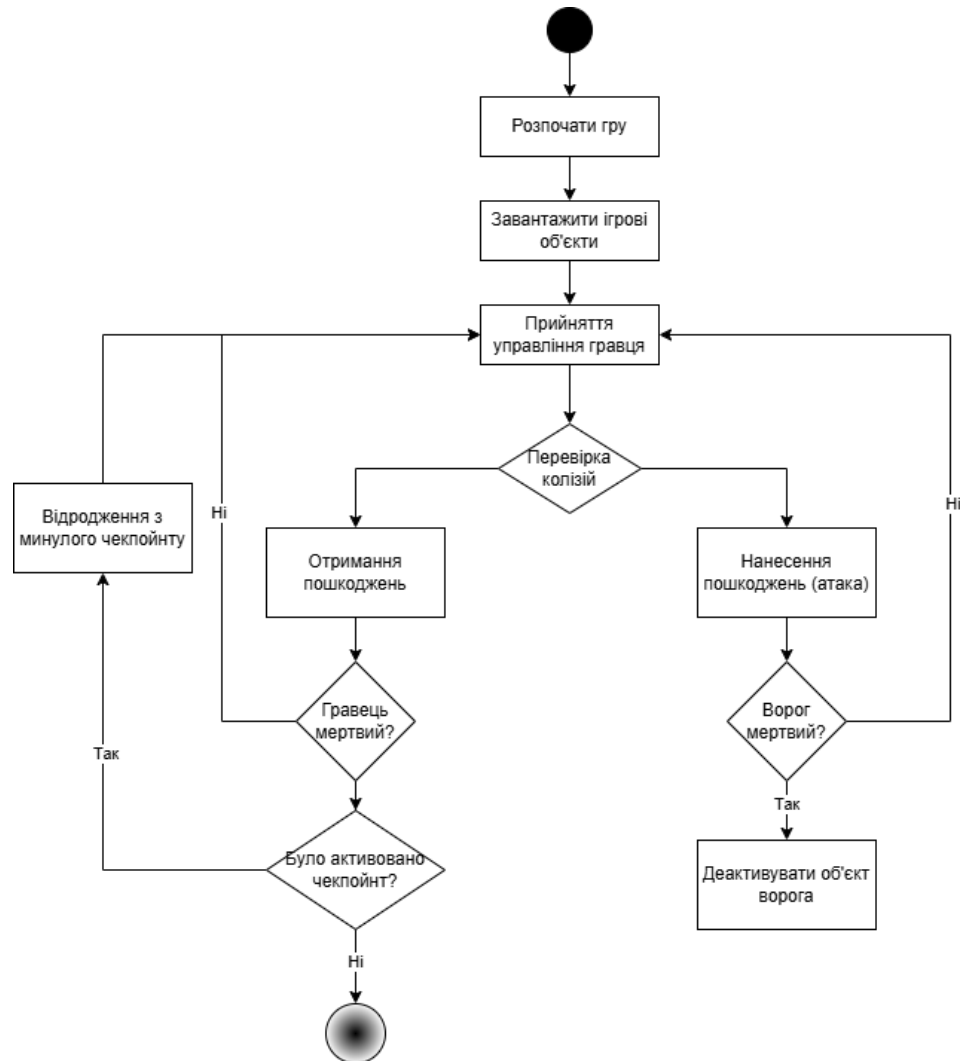 Розпочати гру
Завантажити ігрові
об'єкти
Прийняття
управління гравця
Перевірка
колізій
Відродження з
минулого чекпойнту
Ні
Ні
Отримання
пошкоджень
Нанесення
пошкоджень (атака)
Гравець
мертвий?
Ворог
мертвий?
Так
Так
Було активовано
чекпойнт?
Деактивувати об'єкт
ворога
Ні